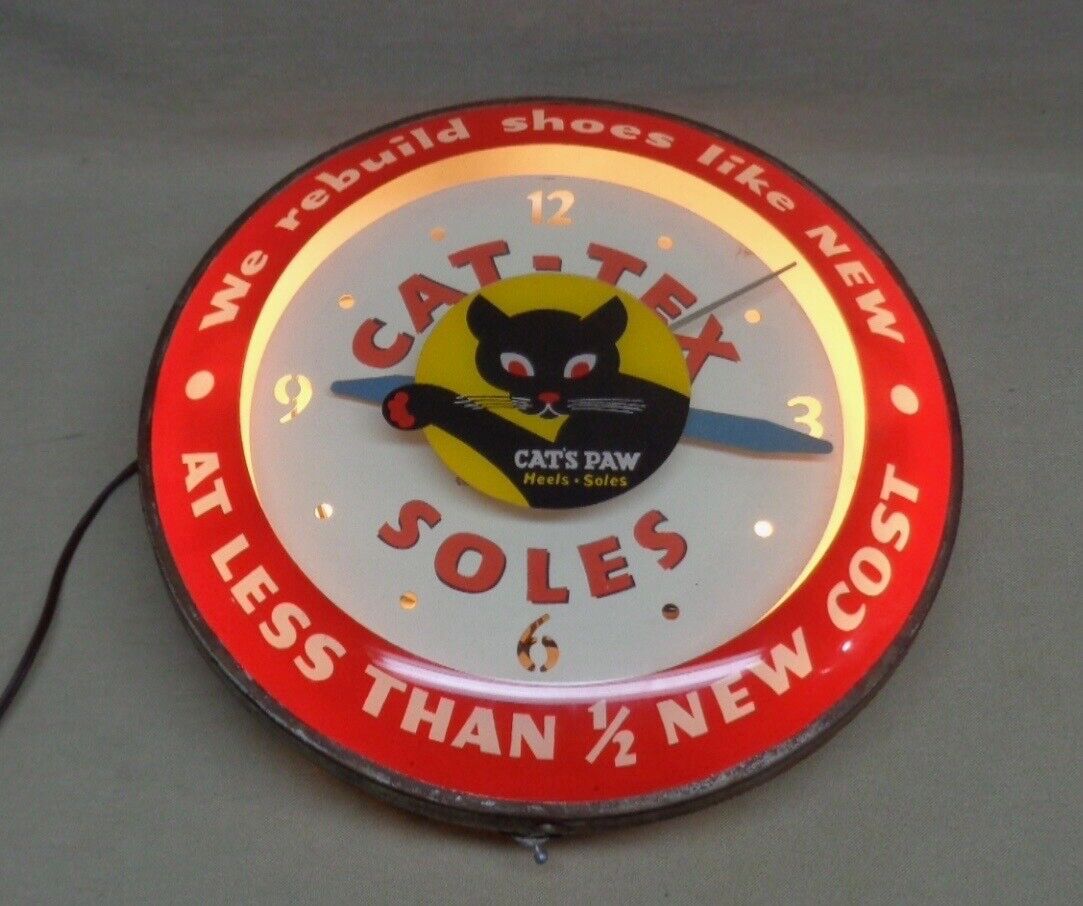 We rebuild shoes like NEW
12
CAT-TEX
9
3
CAT'S PAW
Heels • Soles
SOLES
6
AT LESS THAN 1/2 NEW COST